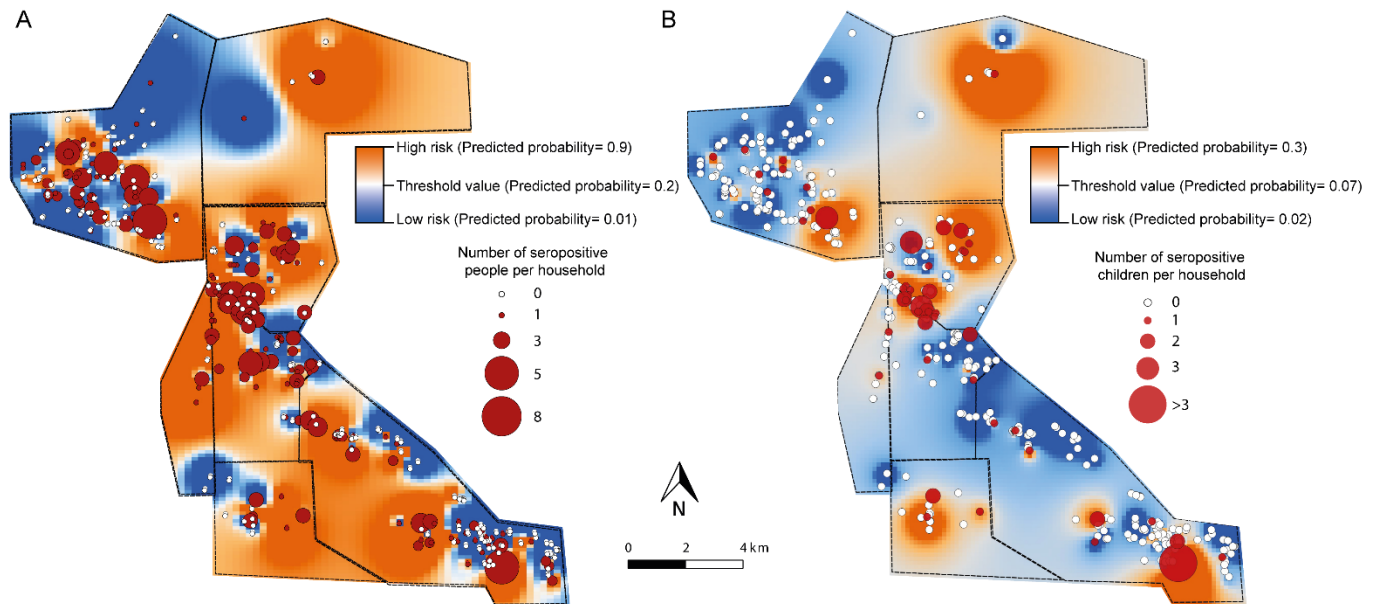 A
High risk (Predicted probability= 0.9)
Threshold value (Predicted probability= 0.2)
Low risk (Predicted probability= 0.01)
Number of seropositive
people per household
0
1
3
5
8
B
High risk (Predicted probability= 0.3)
Threshold value (Predicted probability= 0.07)
Low risk (Predicted probability= 0.02)
Number of seropositive
children per household
0
1
2
3
>3
N
0 2 4 km